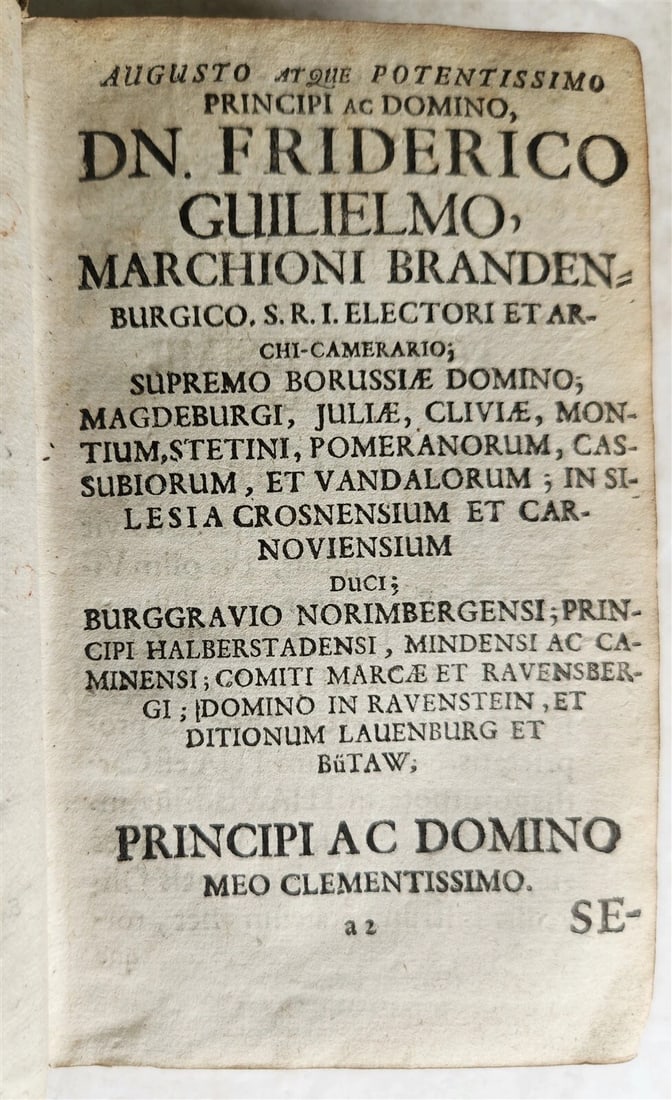 AUGUSTO ATQUE POTENTISSIMO
PRINCIPI AC DOMINO,
DN. FRIDERICO
GUILIELMO,
MARCHIONI BRANDEN=
BURGICO. S. R. I. ELECTORI ET AR-
CHI-CAMERARIO;
SUPREMO BORUSSIÆ DOMINO;
MAGDEBURGI, JULIÆ, CLIVIÆ, MON-
TIUM, STETINI, POMERANORUM, CAS-
SUBIORUM, ET VANDALORUM; IN SI-
LESIA CROSNENSIUM ET CAR-
NOVIENSIUM
DUCI;
BURGGRAVIO NORIMBERGENSI; PRIN-
CIPI HALBERSTADENSI, MINDENSI AC CA-
MINENSI; COMITI MARCÆ ET RAVENSBER-
GI; DOMINO IN RAVENSTEIN, ET
DITIONUM LAUENBURG ET
BüTAW;
PRINCIPI AC DOMINO
MEO CLEMENTISSIMO.
a 2
SE-